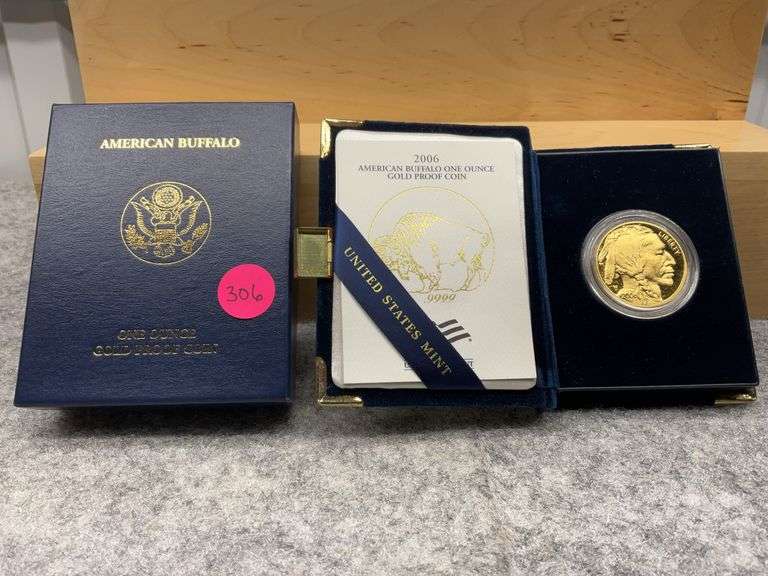 AMERICAN BUFFALO
306
ONE OUNCE
GOLD PROOF COIN
2006
AMERICAN BUFFALO ONE OUNCE
GOLD PROOF COIN
9999
UNITED STATES MINT
LIBERTY